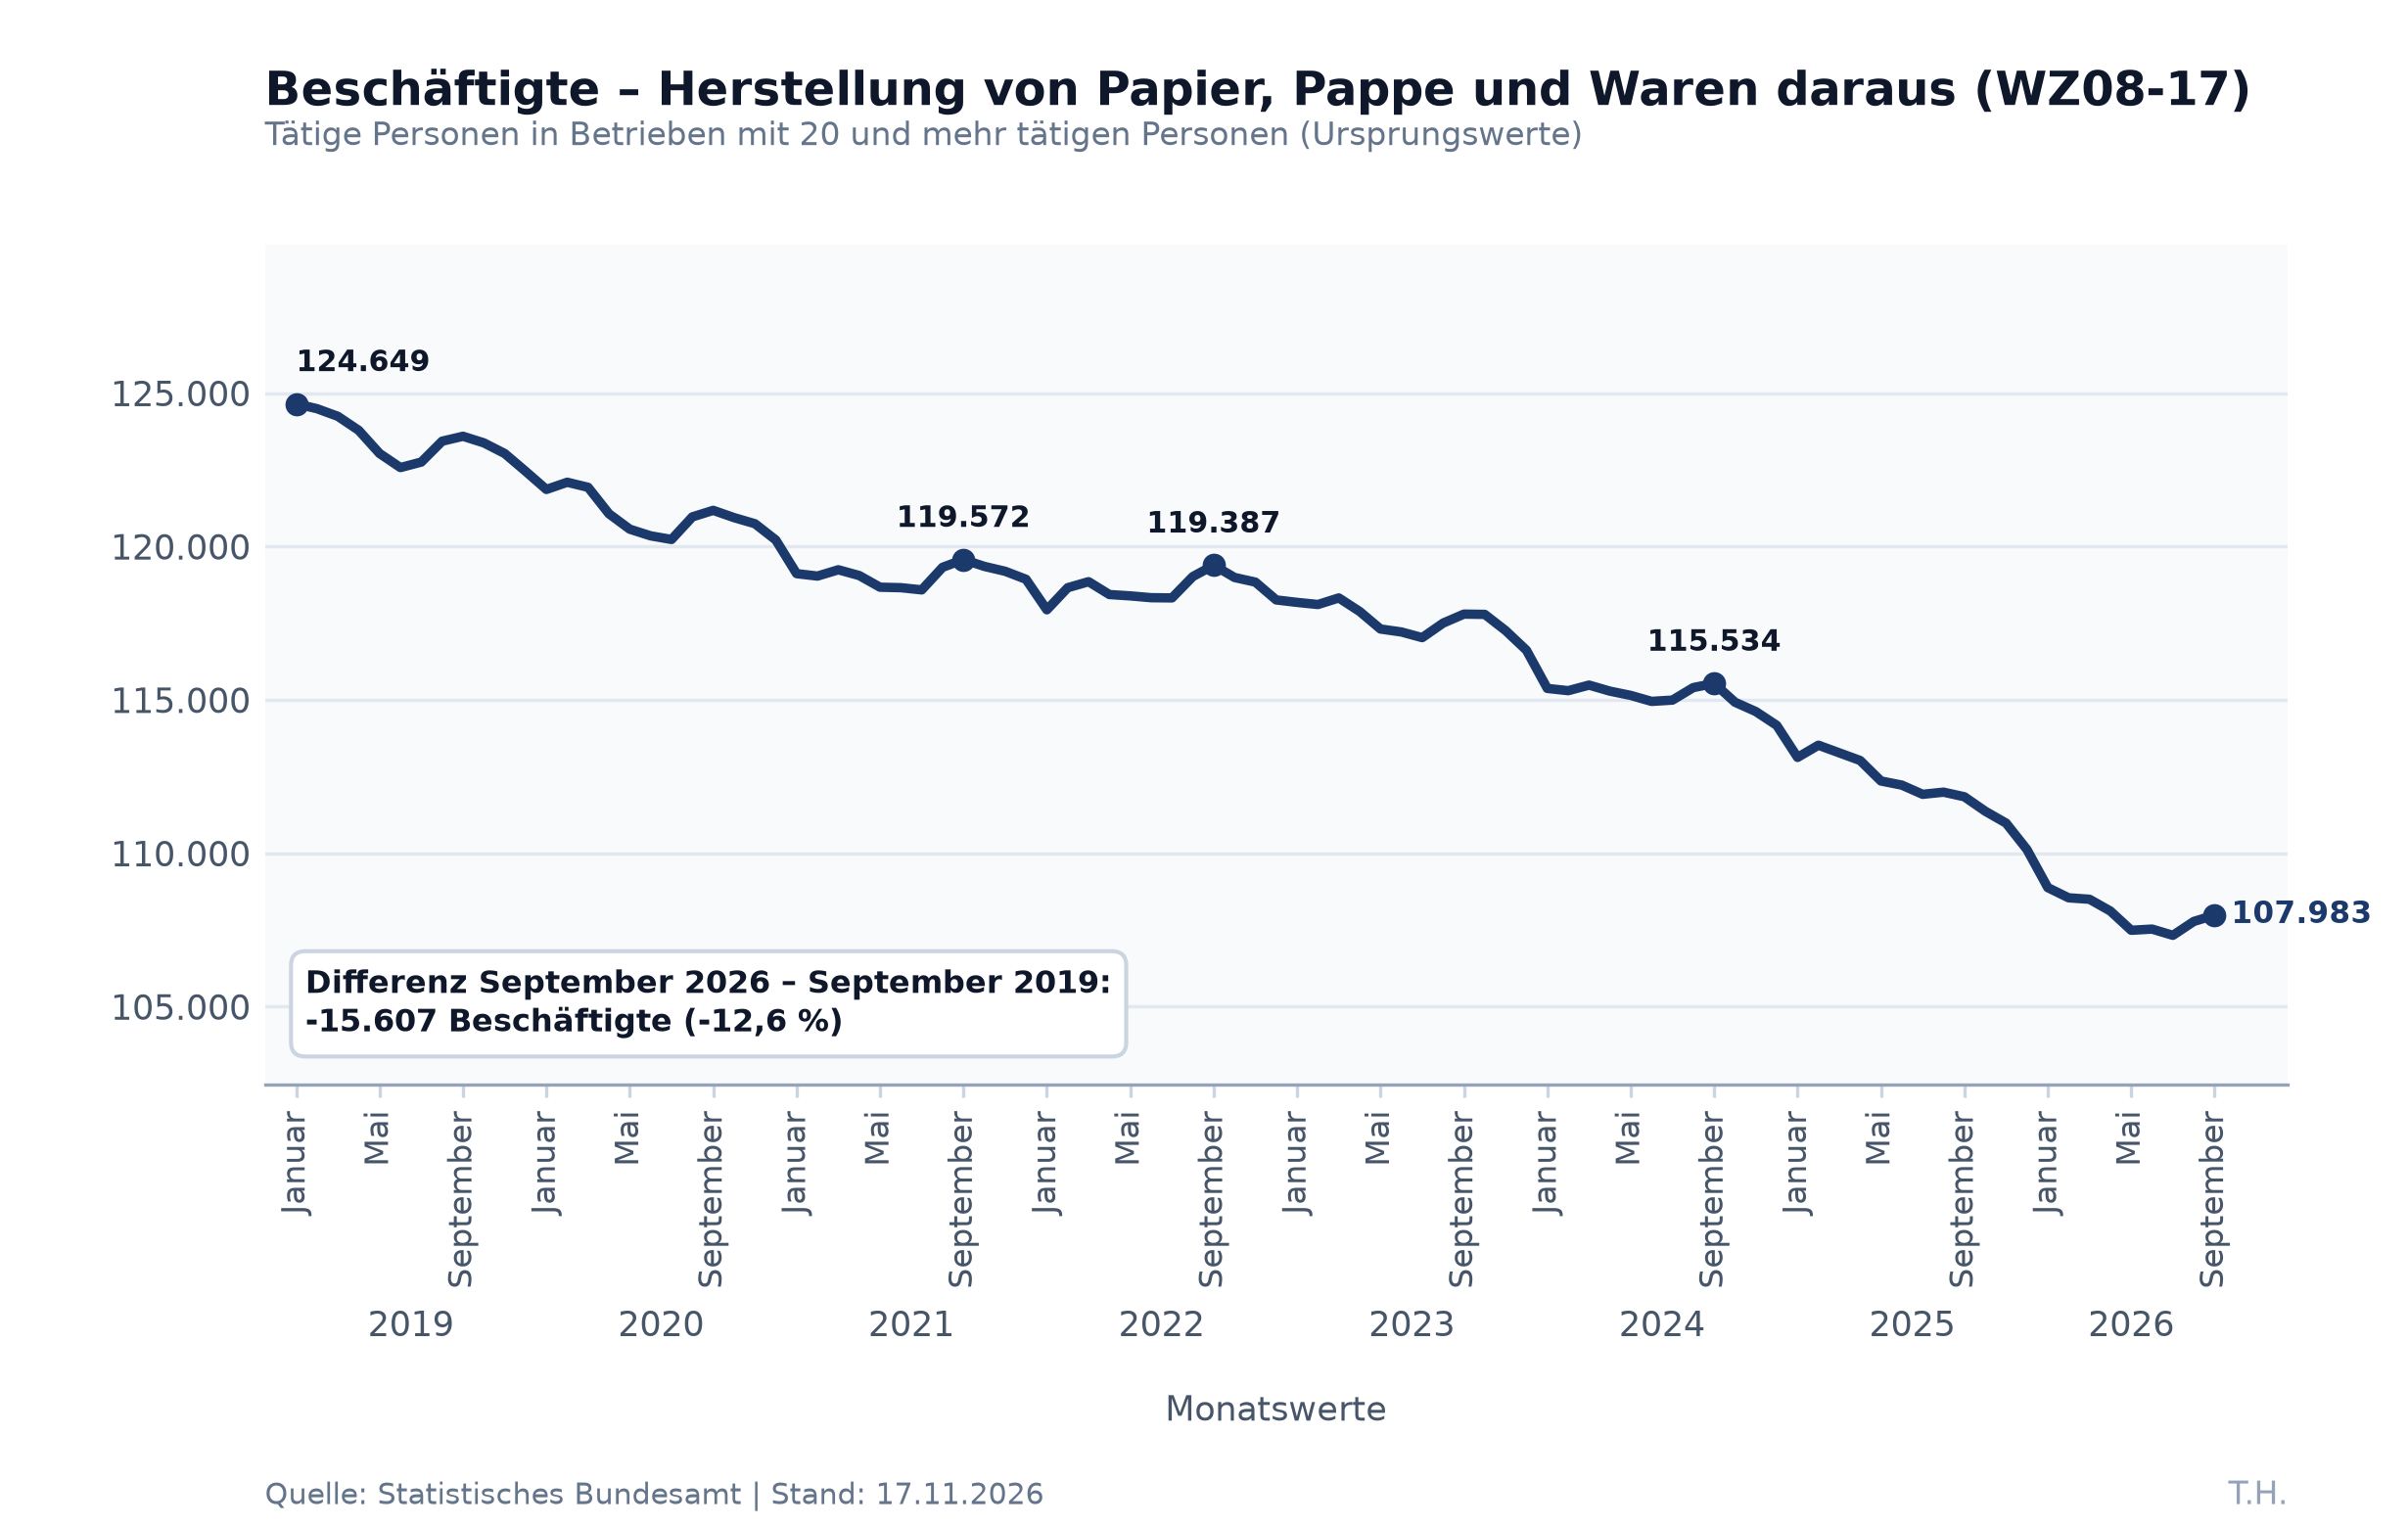 Beschäftigte – Herstellung von Papier, Pappe und Waren daraus (WZ08-17)
Tätige Personen in Betrieben mit 20 und mehr tätigen Personen (Ursprungswerte)
124.649
125.000
119.572
119.387
120.000
115.534
115.000
110.000
107.983
Differenz September 2026 – September 2019:
-15.607 Beschäftigte (-12,6 %)
105.000
Januar Mai September Januar Mai September Januar Mai September Januar Mai September Januar Mai September Januar Mai September Januar Mai September Januar Mai September
2019 2020 2021 2022 2023 2024 2025 2026
Monatswerte
Quelle: Statistisches Bundesamt | Stand: 17.11.2026
T.H.